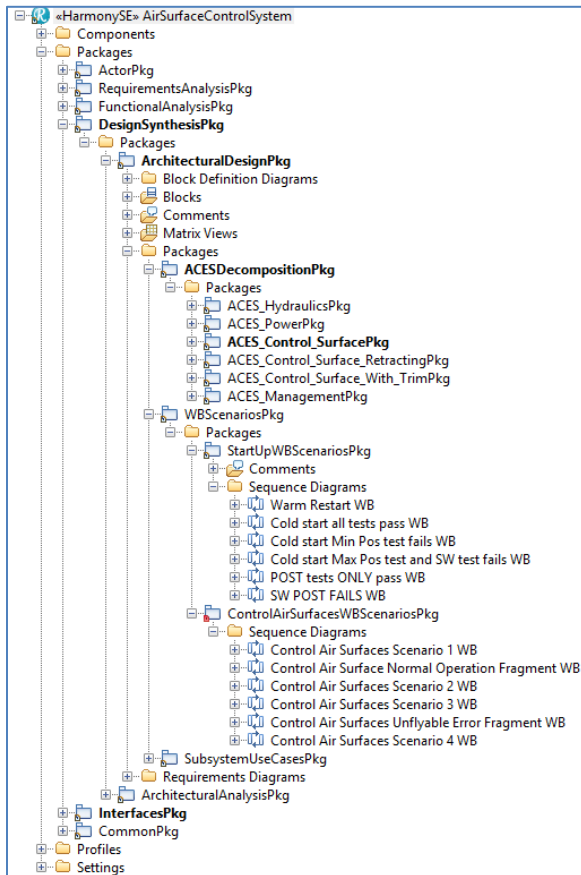 «HarmonySE» AirSurfaceControlSystem
Components
Packages
ActorPkg
RequirementsAnalysisPkg
FunctionalAnalysisPkg
DesignSynthesisPkg
Packages
ArchitecturalDesignPkg
Block Definition Diagrams
Blocks
Comments
Matrix Views
Packages
ACESDecompositionPkg
Packages
ACES_HydraulicsPkg
ACES_PowerPkg
ACES_Control_SurfacePkg
ACES_Control_Surface_RetractingPkg
ACES_Control_Surface_With_TrimPkg
ACES_ManagementPkg
WBScenariosPkg
Packages
StartUpWBScenariosPkg
Comments
Sequence Diagrams
Warm Restart WB
Cold start all tests pass WB
Cold start Min Pos test fails WB
Cold start Max Pos test and SW test fails WB
POST tests ONLY pass WB
SW POST FAILS WB
ControlAirSurfacesWBScenariosPkg
Sequence Diagrams
Control Air Surfaces Scenario 1 WB
Control Air Surface Normal Operation Fragment WB
Control Air Surfaces Scenario 2 WB
Control Air Surfaces Scenario 3 WB
Control Air Surfaces Unflyable Error Fragment WB
Control Air Surfaces Scenario 4 WB
SubsystemUseCasesPkg
Requirements Diagrams
ArchitecturalAnalysisPkg
InterfacesPkg
CommonPkg
Profiles
Settings